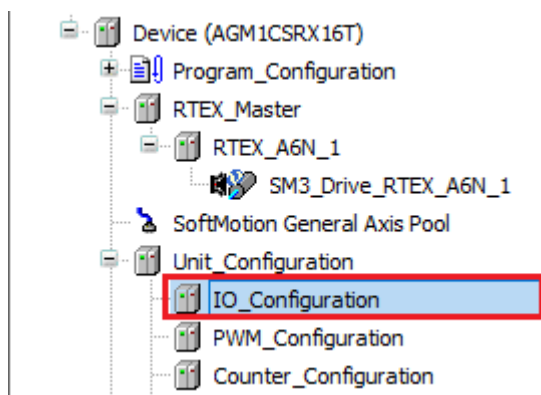 Device (AGM1CSRX16T)
Program_Configuration
RTEX_Master
RTEX_A6N_1
SM3_Drive_RTEX_A6N_1
SoftMotion General Axis Pool
Unit_Configuration
IO_Configuration
PWM_Configuration
Counter_Configuration